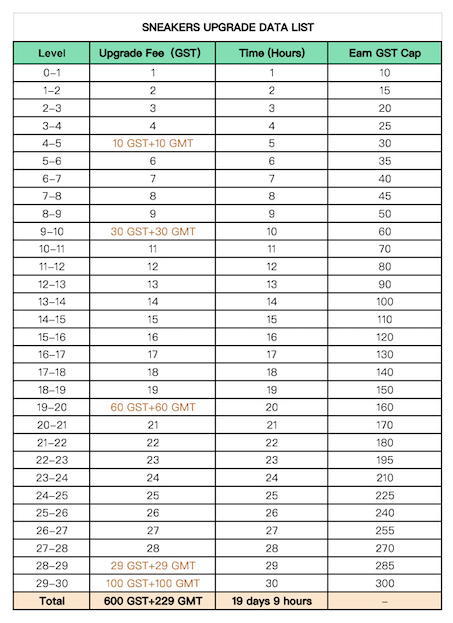 SNEAKERS UPGRADE DATA LIST
Level Upgrade Fee (GST) Time (Hours) Earn GST Cap
0–1 1 1 10
1–2 2 2 15
2–3 3 3 20
3–4 4 4 25
4–5 10 GST+10 GMT 5 30
5–6 6 6 35
6–7 7 7 40
7–8 8 8 45
8–9 9 9 50
9–10 30 GST+30 GMT 10 60
10–11 11 11 70
11–12 12 12 80
12–13 13 13 90
13–14 14 14 100
14–15 15 15 110
15–16 16 16 120
16–17 17 17 130
17–18 18 18 140
18–19 19 19 150
19–20 60 GST+60 GMT 20 160
20–21 21 21 170
21–22 22 22 180
22–23 23 23 195
23–24 24 24 210
24–25 25 25 225
25–26 26 26 240
26–27 27 27 255
27–28 28 28 270
28–29 29 GST+29 GMT 29 285
29–30 100 GST+100 GMT 30 300
Total 600 GST+229 GMT 19 days 9 hours –